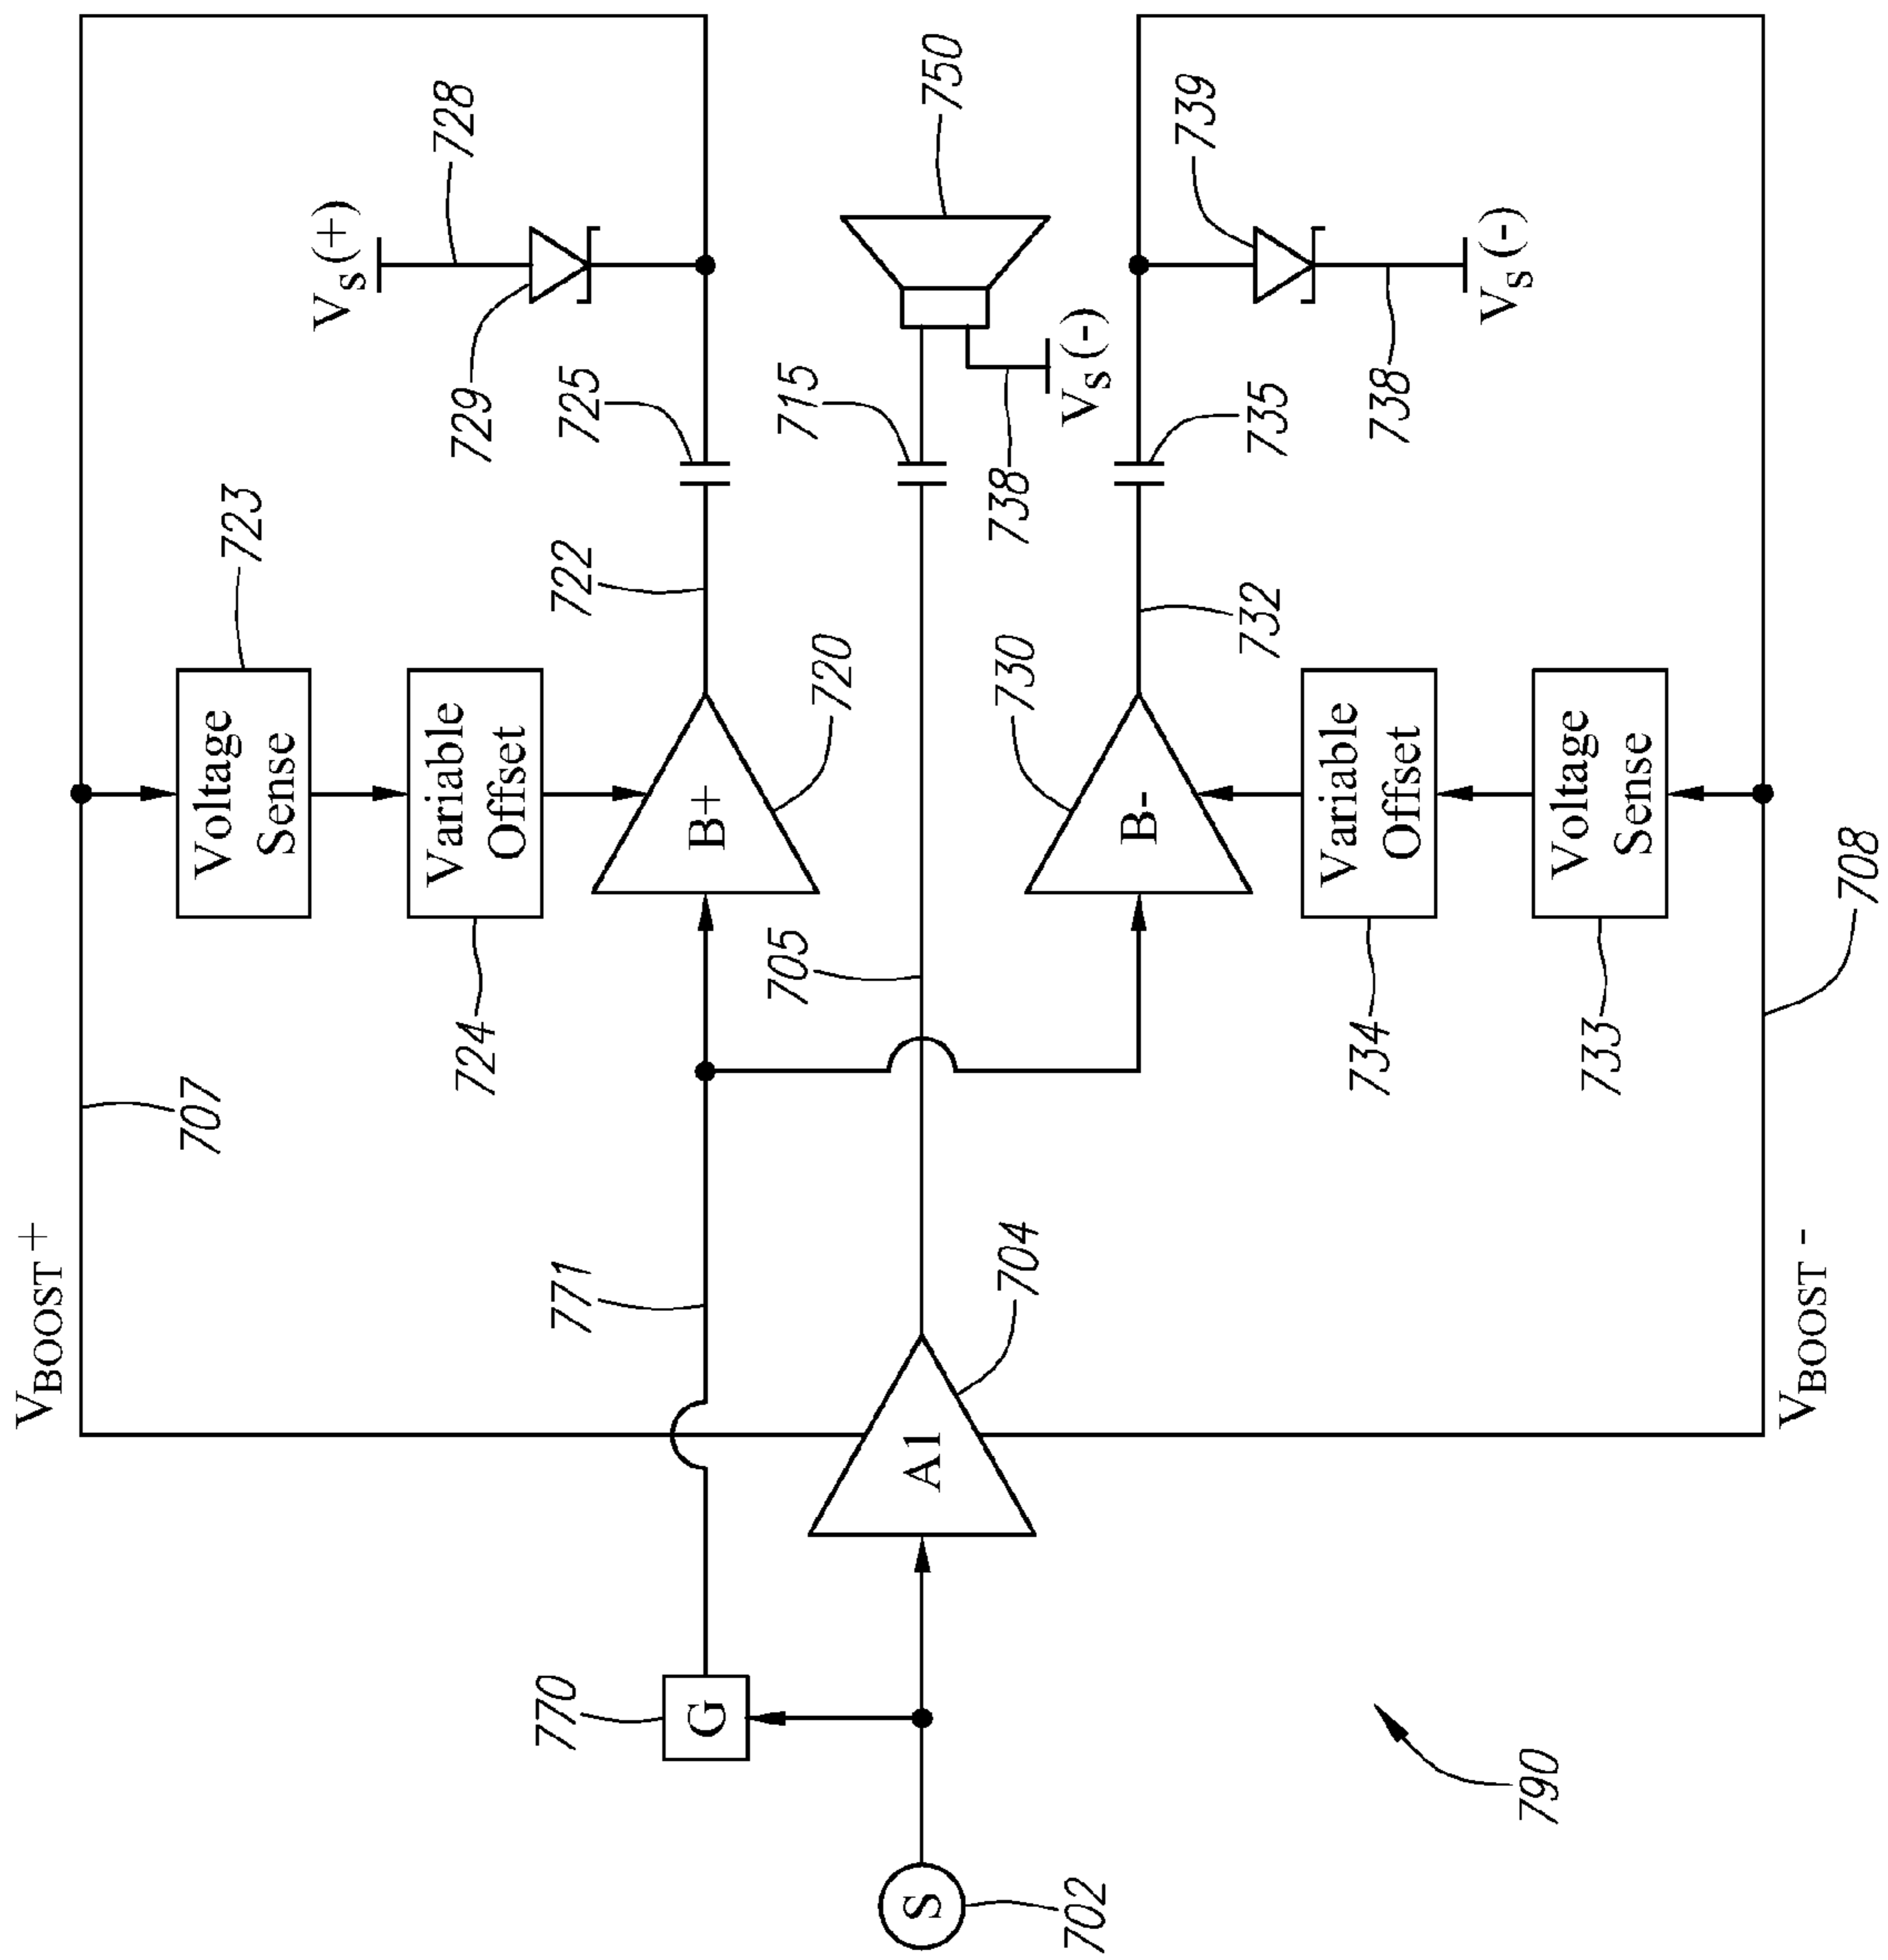 V_BOOST +
707
Voltage
Sense
723
Variable
Offset
724
V_S (+)
728
729
725
722
B+
720
771
770
G
S
702
A1
704
705
715
750
738
V_S (-)
B-
730
732
735
739
738
V_S (-)
Variable
Offset
734
Voltage
Sense
733
708
V_BOOST -
790